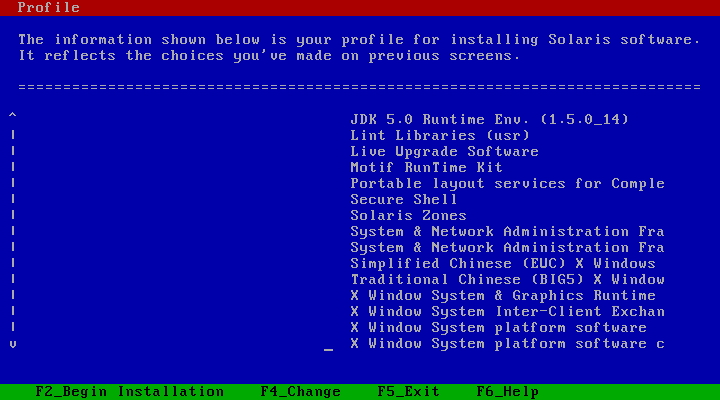 Profile
The information shown below is your profile for installing Solaris software.
It reflects the choices you've made on previous screens.
============================================================================
^ JDK 5.0 Runtime Env. (1.5.0_14)
| Lint Libraries (usr)
| Live Upgrade Software
| Motif RunTime Kit
| Portable layout services for Comple
| Secure Shell
| Solaris Zones
| System & Network Administration Fra
| System & Network Administration Fra
| Simplified Chinese (EUC) X Windows
| Traditional Chinese (BIG5) X Window
| X Window System & Graphics Runtime
| X Window System Inter-Client Exchan
| X Window System platform software
v _ X Window System platform software c
F2_Begin Installation F4_Change F5_Exit F6_Help